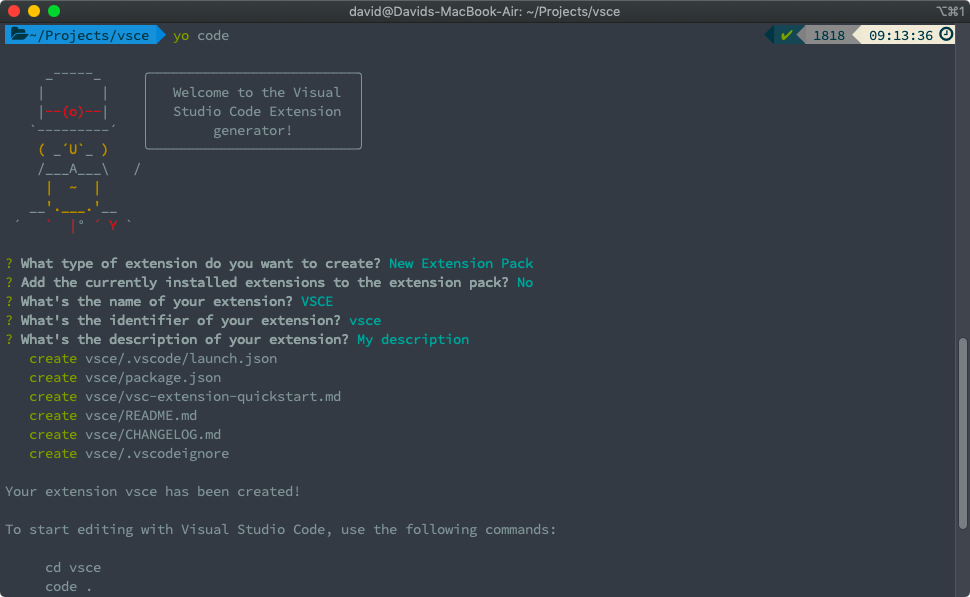 david@Davids-MacBook-Air: ~/Projects/vsce ⌥⌘1
~/Projects/vsce yo code ✔ 1818 09:13:36
     _-----_
    |       |
    |--(o)--|
   `---------´
    ( _´U`_ )
    /___A___\   /
     |  ~  |
   __'.___.'__
 ´   `  |° ´ Y `
Welcome to the Visual
Studio Code Extension
generator!
? What type of extension do you want to create? New Extension Pack
? Add the currently installed extensions to the extension pack? No
? What's the name of your extension? VSCE
? What's the identifier of your extension? vsce
? What's the description of your extension? My description
create vsce/.vscode/launch.json
create vsce/package.json
create vsce/vsc-extension-quickstart.md
create vsce/README.md
create vsce/CHANGELOG.md
create vsce/.vscodeignore
Your extension vsce has been created!
To start editing with Visual Studio Code, use the following commands:
cd vsce
code .